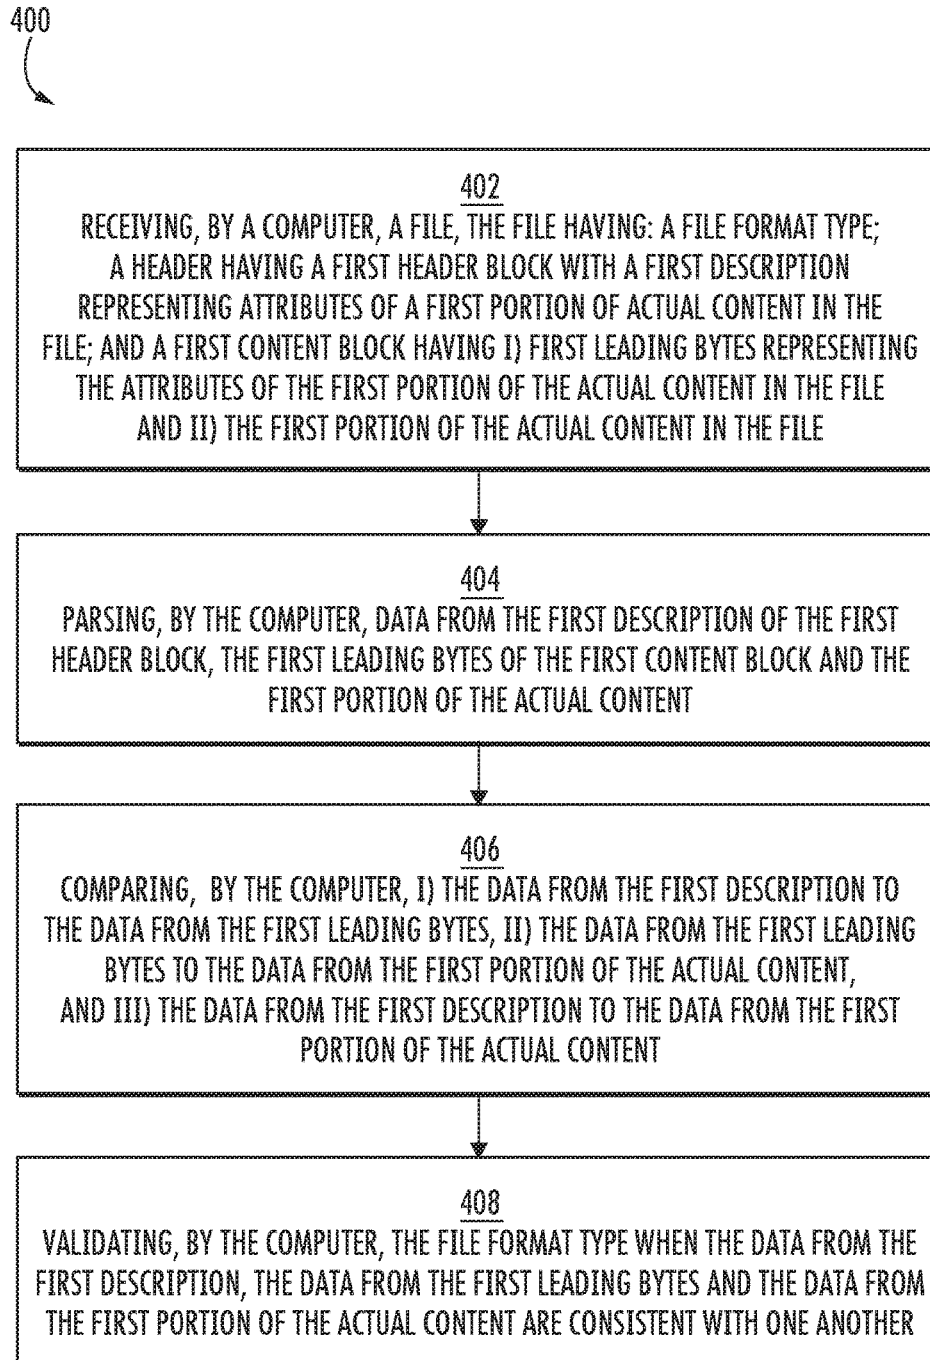 400
402
RECEIVING, BY A COMPUTER, A FILE, THE FILE HAVING: A FILE FORMAT TYPE;
A HEADER HAVING A FIRST HEADER BLOCK WITH A FIRST DESCRIPTION
REPRESENTING ATTRIBUTES OF A FIRST PORTION OF ACTUAL CONTENT IN THE
FILE; AND A FIRST CONTENT BLOCK HAVING I) FIRST LEADING BYTES REPRESENTING
THE ATTRIBUTES OF THE FIRST PORTION OF THE ACTUAL CONTENT IN THE FILE
AND II) THE FIRST PORTION OF THE ACTUAL CONTENT IN THE FILE
404
PARSING, BY THE COMPUTER, DATA FROM THE FIRST DESCRIPTION OF THE FIRST
HEADER BLOCK, THE FIRST LEADING BYTES OF THE FIRST CONTENT BLOCK AND THE
FIRST PORTION OF THE ACTUAL CONTENT
406
COMPARING, BY THE COMPUTER, I) THE DATA FROM THE FIRST DESCRIPTION TO
THE DATA FROM THE FIRST LEADING BYTES, II) THE DATA FROM THE FIRST LEADING
BYTES TO THE DATA FROM THE FIRST PORTION OF THE ACTUAL CONTENT,
AND III) THE DATA FROM THE FIRST DESCRIPTION TO THE DATA FROM THE FIRST
PORTION OF THE ACTUAL CONTENT
408
VALIDATING, BY THE COMPUTER, THE FILE FORMAT TYPE WHEN THE DATA FROM THE
FIRST DESCRIPTION, THE DATA FROM THE FIRST LEADING BYTES AND THE DATA FROM
THE FIRST PORTION OF THE ACTUAL CONTENT ARE CONSISTENT WITH ONE ANOTHER